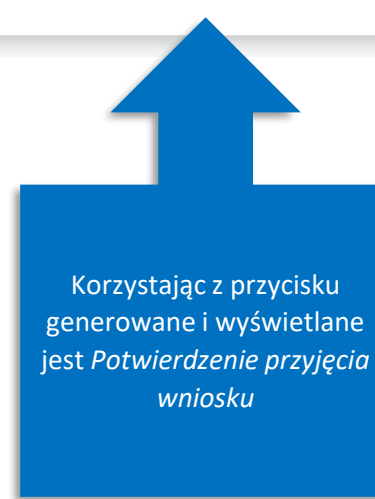 Korzystając z przycisku
generowane i wyświetlane
jest Potwierdzenie przyjęcia
wniosku